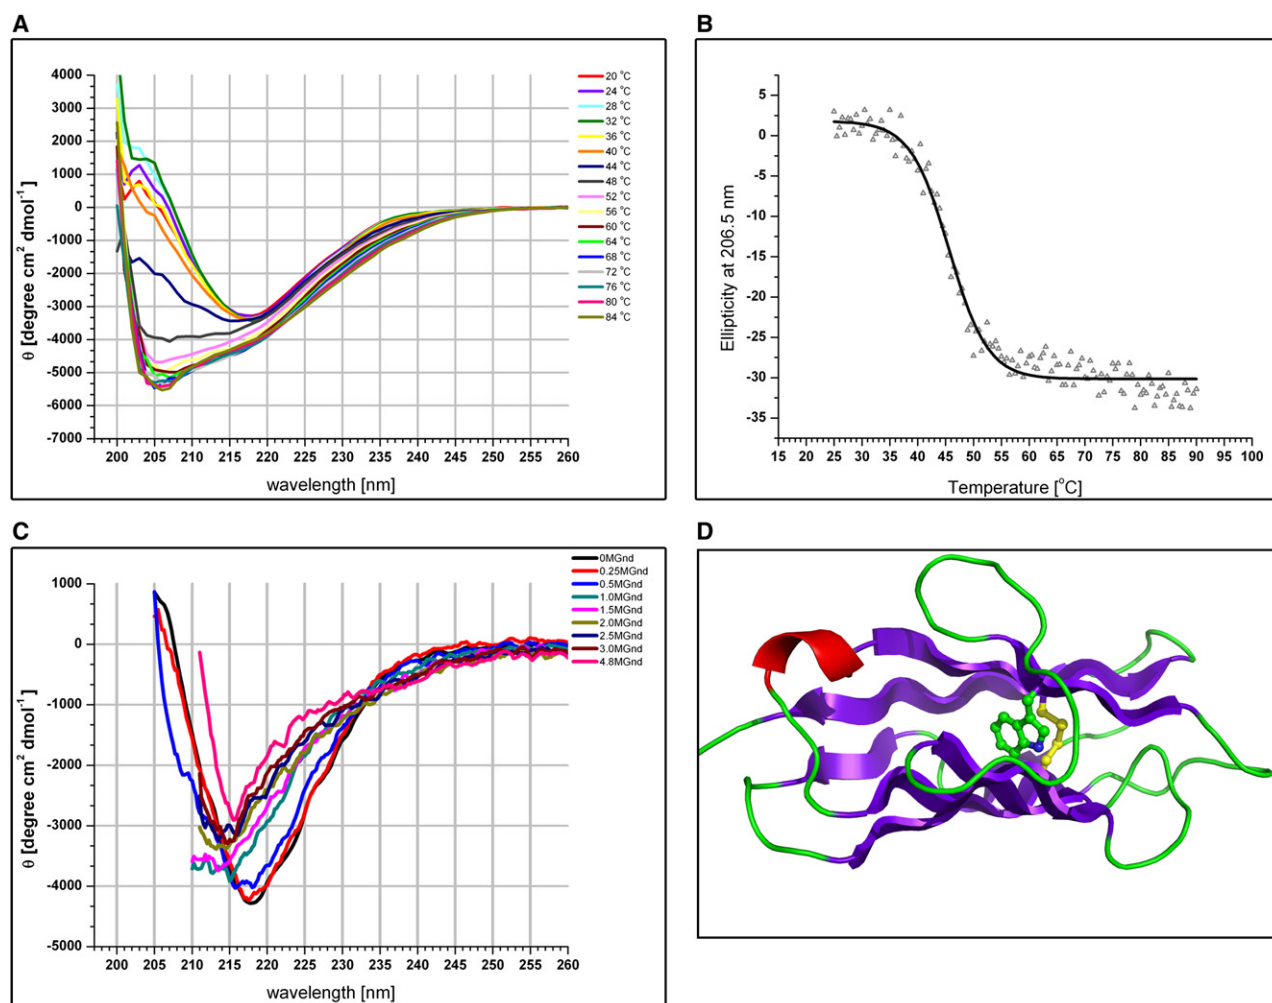 A
4000
3000
2000
1000
0
-1000
-2000
-3000
-4000
-5000
-6000
-7000
θ [degree cm² dmol⁻¹]
200 205 210 215 220 225 230 235 240 245 250 255 260
wavelength [nm]
20 °C
24 °C
28 °C
32 °C
36 °C
40 °C
44 °C
48 °C
52 °C
56 °C
60 °C
64 °C
68 °C
72 °C
76 °C
80 °C
84 °C
B
5
0
-5
-10
-15
-20
-25
-30
-35
Ellipticity at 206.5 nm
15 20 25 30 35 40 45 50 55 60 65 70 75 80 85 90 95 100
Temperature [°C]
C
1000
0
-1000
-2000
-3000
-4000
-5000
θ [degree cm² dmol⁻¹]
200 205 210 215 220 225 230 235 240 245 250 255 260
wavelength [nm]
0MGnd
0.25MGnd
0.5MGnd
1.0MGnd
1.5MGnd
2.0MGnd
2.5MGnd
3.0MGnd
4.8MGnd
D